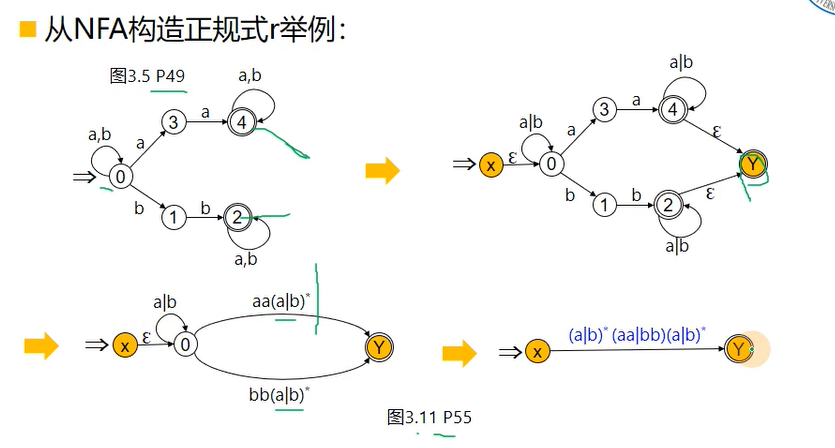 从NFA构造正规式r举例：
图3.5 P49
a,b
a
3
a
4
a,b
0
b
1
b
2
a,b
x
ε
a|b
0
a
3
a
4
a|b
ε
Y
b
1
b
2
ε
a|b
x
ε
a|b
0
aa(a|b)*
Y
bb(a|b)*
x
(a|b)* (aa|bb)(a|b)*
Y
图3.11 P55